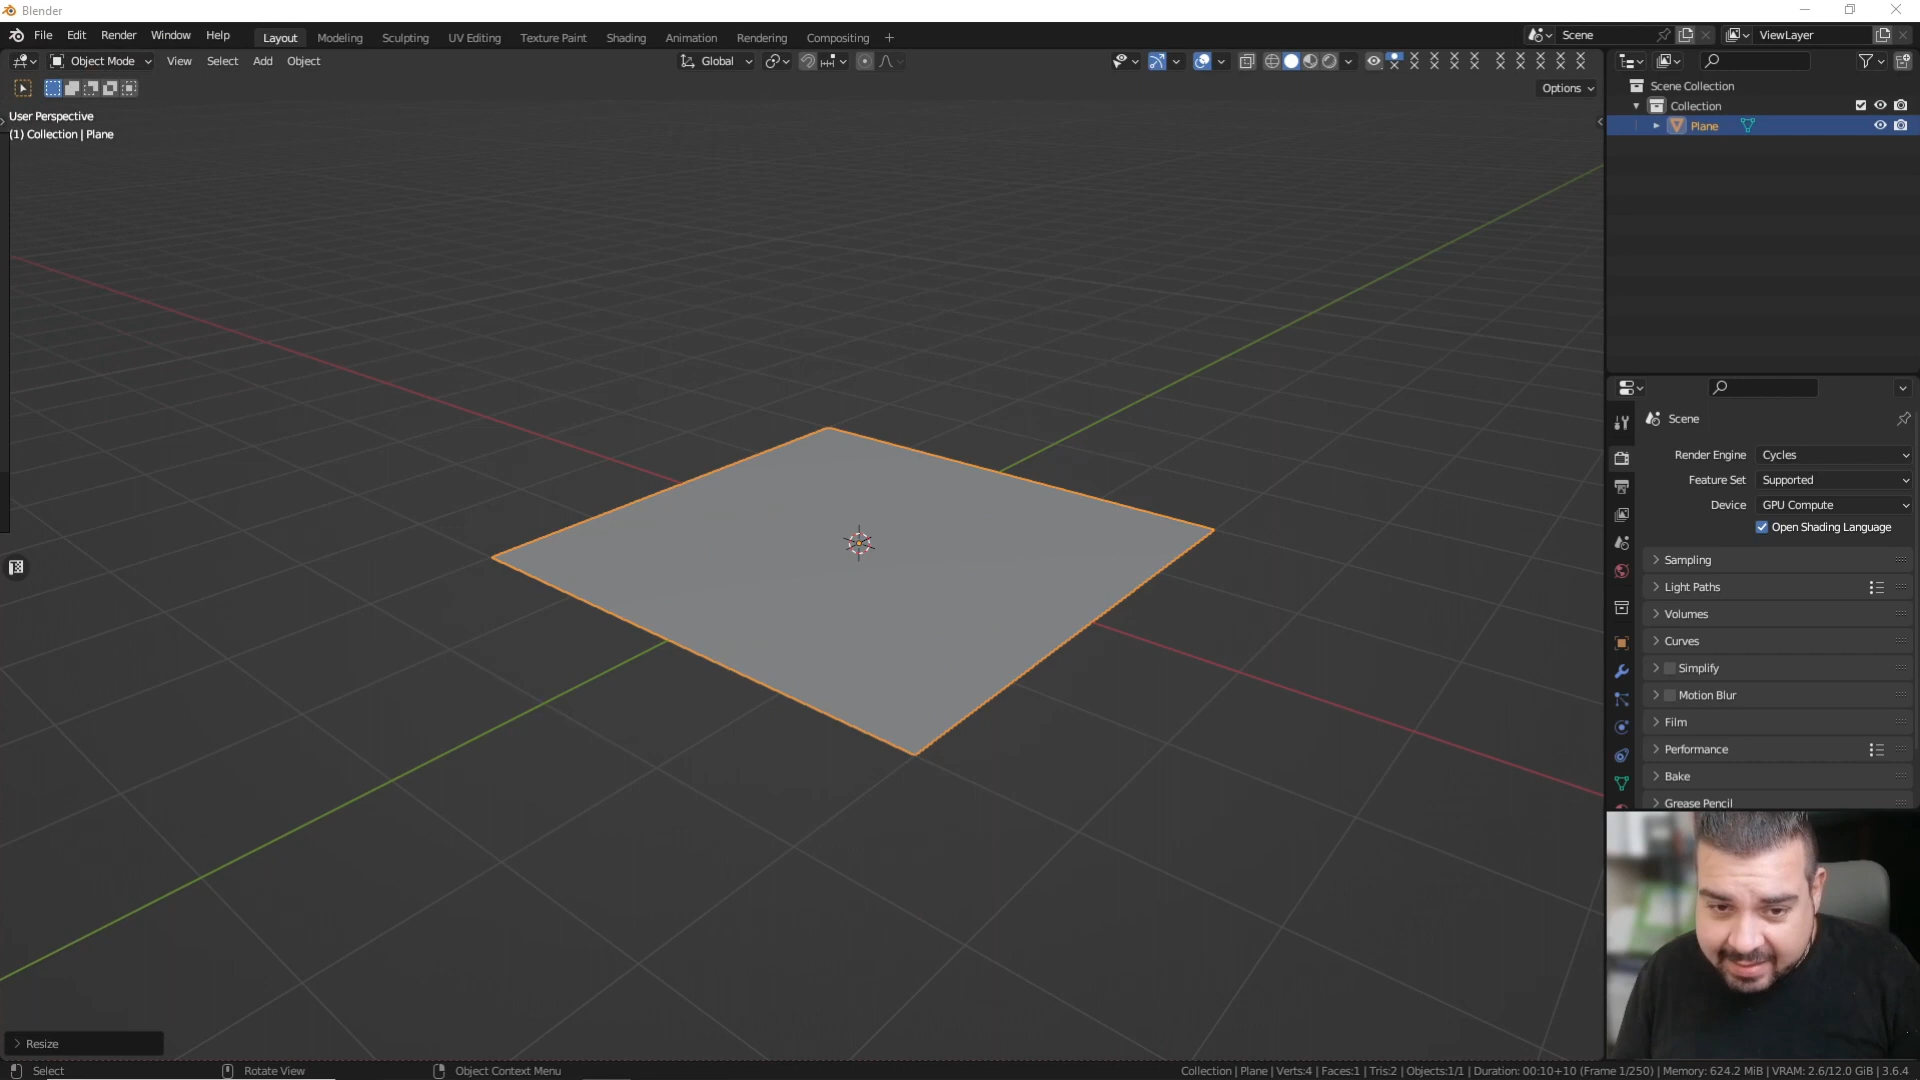 Blender
File Edit Render Window Help
Layout Modeling Sculpting UV Editing Texture Paint Shading Animation Rendering Compositing +
Scene
ViewLayer
Object Mode View Select Add Object
Global
Options
User Perspective
(1) Collection | Plane
Scene Collection
Collection
Plane
Scene
Render Engine Cycles
Feature Set Supported
Device GPU Compute
Open Shading Language
Sampling
Light Paths
Volumes
Curves
Simplify
Motion Blur
Film
Performance
Bake
Grease Pencil
Resize
Select Rotate View Object Context Menu
Collection | Plane | Verts:4 | Faces:1 | Tris:2 | Objects:1/1 | Duration: 00:10+10 (Frame 1/250) | Memory: 624.2 MiB | VRAM: 2.6/12.0 GiB | 3.6.4